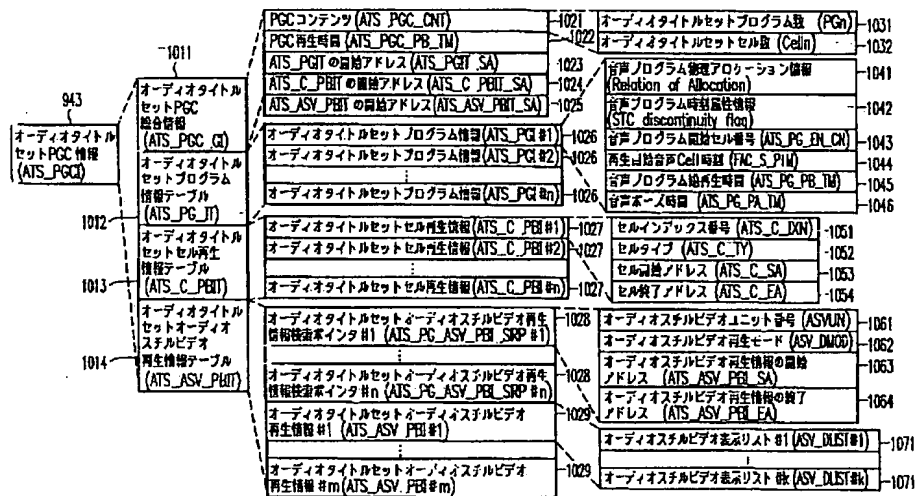 943
オーディオタイトル
セットPGC情報
(ATS_PGCI)
1011
オーディオタイトル
セットPGC
総合情報
(ATS_PGC_GI)
オーディオタイトル
セットプログラム
情報テーブル
(ATS_PG_IT)
1012
オーディオタイトル
セットセル再生
情報テーブル
(ATS_C_PBIT)
1013
オーディオタイトル
セットオーディオ
スチルビデオ
再生情報テーブル
(ATS_ASV_PBIT)
1014
PGCコンテンツ (ATS_PGC_CNT)
1021
PGC再生時間 (ATS_PGC_PB_TM)
1022
ATS_PGITの開始アドレス (ATS_PGIT_SA)
1023
ATS_C_PBITの開始アドレス (ATS_C_PBIT_SA)
1024
ATS_ASV_PBITの開始アドレス (ATS_ASV_PBIT_SA)
1025
オーディオタイトルセットプログラム情報 (ATS_PGI #1)
1026
オーディオタイトルセットプログラム情報 (ATS_PGI #2)
1026
オーディオタイトルセットプログラム情報 (ATS_PGI #n)
1026
オーディオタイトルセットセル再生情報 (ATS_C_PBI #1)
1027
オーディオタイトルセットセル再生情報 (ATS_C_PBI #2)
1027
オーディオタイトルセットセル再生情報 (ATS_C_PBI #n)
1027
オーディオタイトルセットオーディオスチルビデオ再生
情報検索ポインタ #1 (ATS_PG_ASV_PBI_SRP #1)
1028
オーディオタイトルセットオーディオスチルビデオ再生
情報検索ポインタ #n (ATS_PG_ASV_PBI_SRP #n)
1028
オーディオタイトルセットオーディオスチルビデオ
再生情報 #1 (ATS_ASV_PBI #1)
1029
オーディオタイトルセットオーディオスチルビデオ
再生情報 #m (ATS_ASV_PBI #m)
1029
オーディオタイトルセットプログラム数 (PGn)
1031
オーディオタイトルセットセル数 (Celln)
1032
音声プログラム物理アロケーション情報
(Relation of Allocation)
1041
音声プログラム時刻属性情報
(STC discontinuity flag)
1042
音声プログラム開始セル番号 (ATS_PG_EN_CN)
1043
再生開始音声Cell時刻 (FAC_S_PTM)
1044
音声プログラム総再生時間 (ATS_PG_PB_TM)
1045
音声ポーズ時間 (ATS_PG_PA_TM)
1046
セルインデックス番号 (ATS_C_IXN)
1051
セルタイプ (ATS_C_TY)
1052
セル開始アドレス (ATS_C_SA)
1053
セル終了アドレス (ATS_C_EA)
1054
オーディオスチルビデオユニット番号 (ASVUN)
1061
オーディオスチルビデオ再生モード (ASV_DMOD)
1062
オーディオスチルビデオ再生情報の開始
アドレス (ATS_ASV_PBI_SA)
1063
オーディオスチルビデオ再生情報の終了
アドレス (ATS_ASV_PBI_EA)
1064
オーディオスチルビデオ表示リスト #1 (ASV_DLIST #1)
1071
オーディオスチルビデオ表示リスト #k (ASV_DLIST #k)
1071